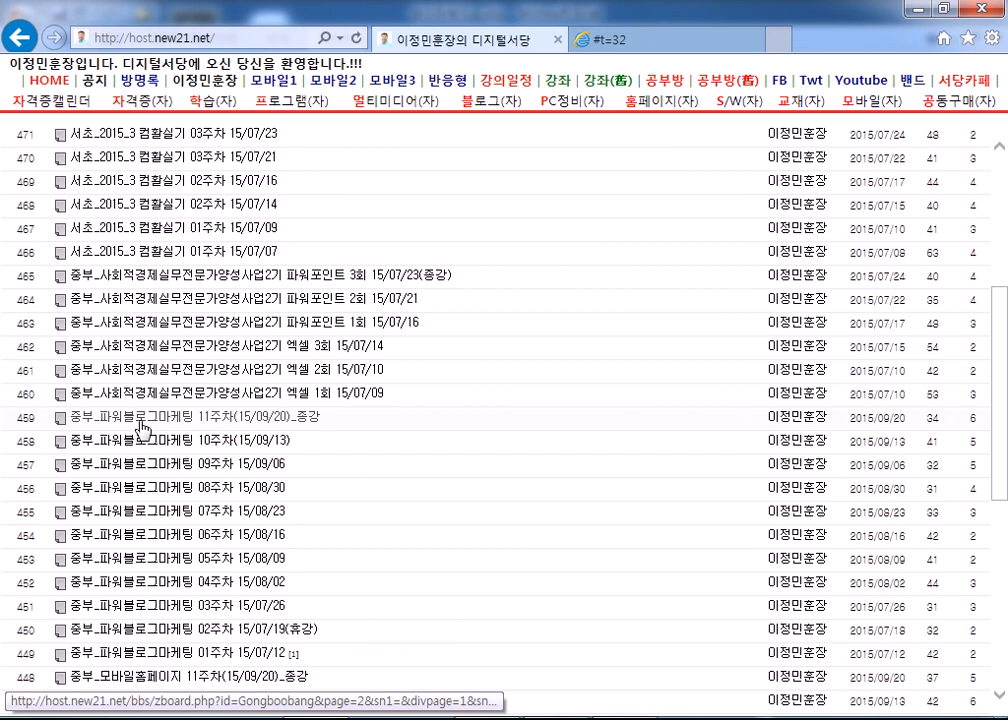 http://host.new21.net/
이정민훈장의 디지털서당
#t=32
이정민훈장입니다. 디지털서당에 오신 당신을 환영합니다.!!!
| HOME | 공지 | 방명록 | 이정민훈장 | 모바일1 | 모바일2 | 모바일3 | 반응형 | 강의일정 | 강좌 | 강좌(舊) | 공부방 | 공부방(舊) | FB | Twt | Youtube | 밴드 | 서당카페 |
자격증캘린더 자격증(자) 학습(자) 프로그램(자) 멀티미디어(자) 블로그(자) PC정비(자) 홈페이지(자) S/W(자) 교재(자) 모바일(자) 공동구매(자)
471 서초_2015_3 컴활실기 03주차 15/07/23 이정민훈장 2015/07/24 48 2
470 서초_2015_3 컴활실기 03주차 15/07/21 이정민훈장 2015/07/22 41 3
469 서초_2015_3 컴활실기 02주차 15/07/16 이정민훈장 2015/07/17 44 4
468 서초_2015_3 컴활실기 02주차 15/07/14 이정민훈장 2015/07/15 40 4
467 서초_2015_3 컴활실기 01주차 15/07/09 이정민훈장 2015/07/10 41 3
466 서초_2015_3 컴활실기 01주차 15/07/07 이정민훈장 2015/07/08 63 4
465 중부_사회적경제실무전문가양성사업2기 파워포인트 3회 15/07/23(종강) 이정민훈장 2015/07/24 40 4
464 중부_사회적경제실무전문가양성사업2기 파워포인트 2회 15/07/21 이정민훈장 2015/07/22 35 4
463 중부_사회적경제실무전문가양성사업2기 파워포인트 1회 15/07/16 이정민훈장 2015/07/17 48 3
462 중부_사회적경제실무전문가양성사업2기 엑셀 3회 15/07/14 이정민훈장 2015/07/15 54 2
461 중부_사회적경제실무전문가양성사업2기 엑셀 2회 15/07/10 이정민훈장 2015/07/10 42 2
460 중부_사회적경제실무전문가양성사업2기 엑셀 1회 15/07/09 이정민훈장 2015/07/10 53 3
459 중부_파워블로그마케팅 11주차(15/09/20)_종강 이정민훈장 2015/09/20 34 6
458 중부_파워블로그마케팅 10주차(15/09/13) 이정민훈장 2015/09/13 41 5
457 중부_파워블로그마케팅 09주차 15/09/06 이정민훈장 2015/09/06 32 5
456 중부_파워블로그마케팅 08주차 15/08/30 이정민훈장 2015/08/30 31 4
455 중부_파워블로그마케팅 07주차 15/08/23 이정민훈장 2015/08/23 33 3
454 중부_파워블로그마케팅 06주차 15/08/16 이정민훈장 2015/08/16 42 2
453 중부_파워블로그마케팅 05주차 15/08/09 이정민훈장 2015/08/09 41 2
452 중부_파워블로그마케팅 04주차 15/08/02 이정민훈장 2015/08/02 44 3
451 중부_파워블로그마케팅 03주차 15/07/26 이정민훈장 2015/07/26 31 3
450 중부_파워블로그마케팅 02주차 15/07/19(휴강) 이정민훈장 2015/07/18 32 2
449 중부_파워블로그마케팅 01주차 15/07/12 [1] 이정민훈장 2015/07/12 42 2
448 중부_모바일홈페이지 11주차(15/09/20)_종강 이정민훈장 2015/09/20 37 5
http://host.new21.net/bbs/zboard.php?id=Gongboobang&page=2&sn1=&divpage=1&sn... 이정민훈장 2015/09/13 42 6